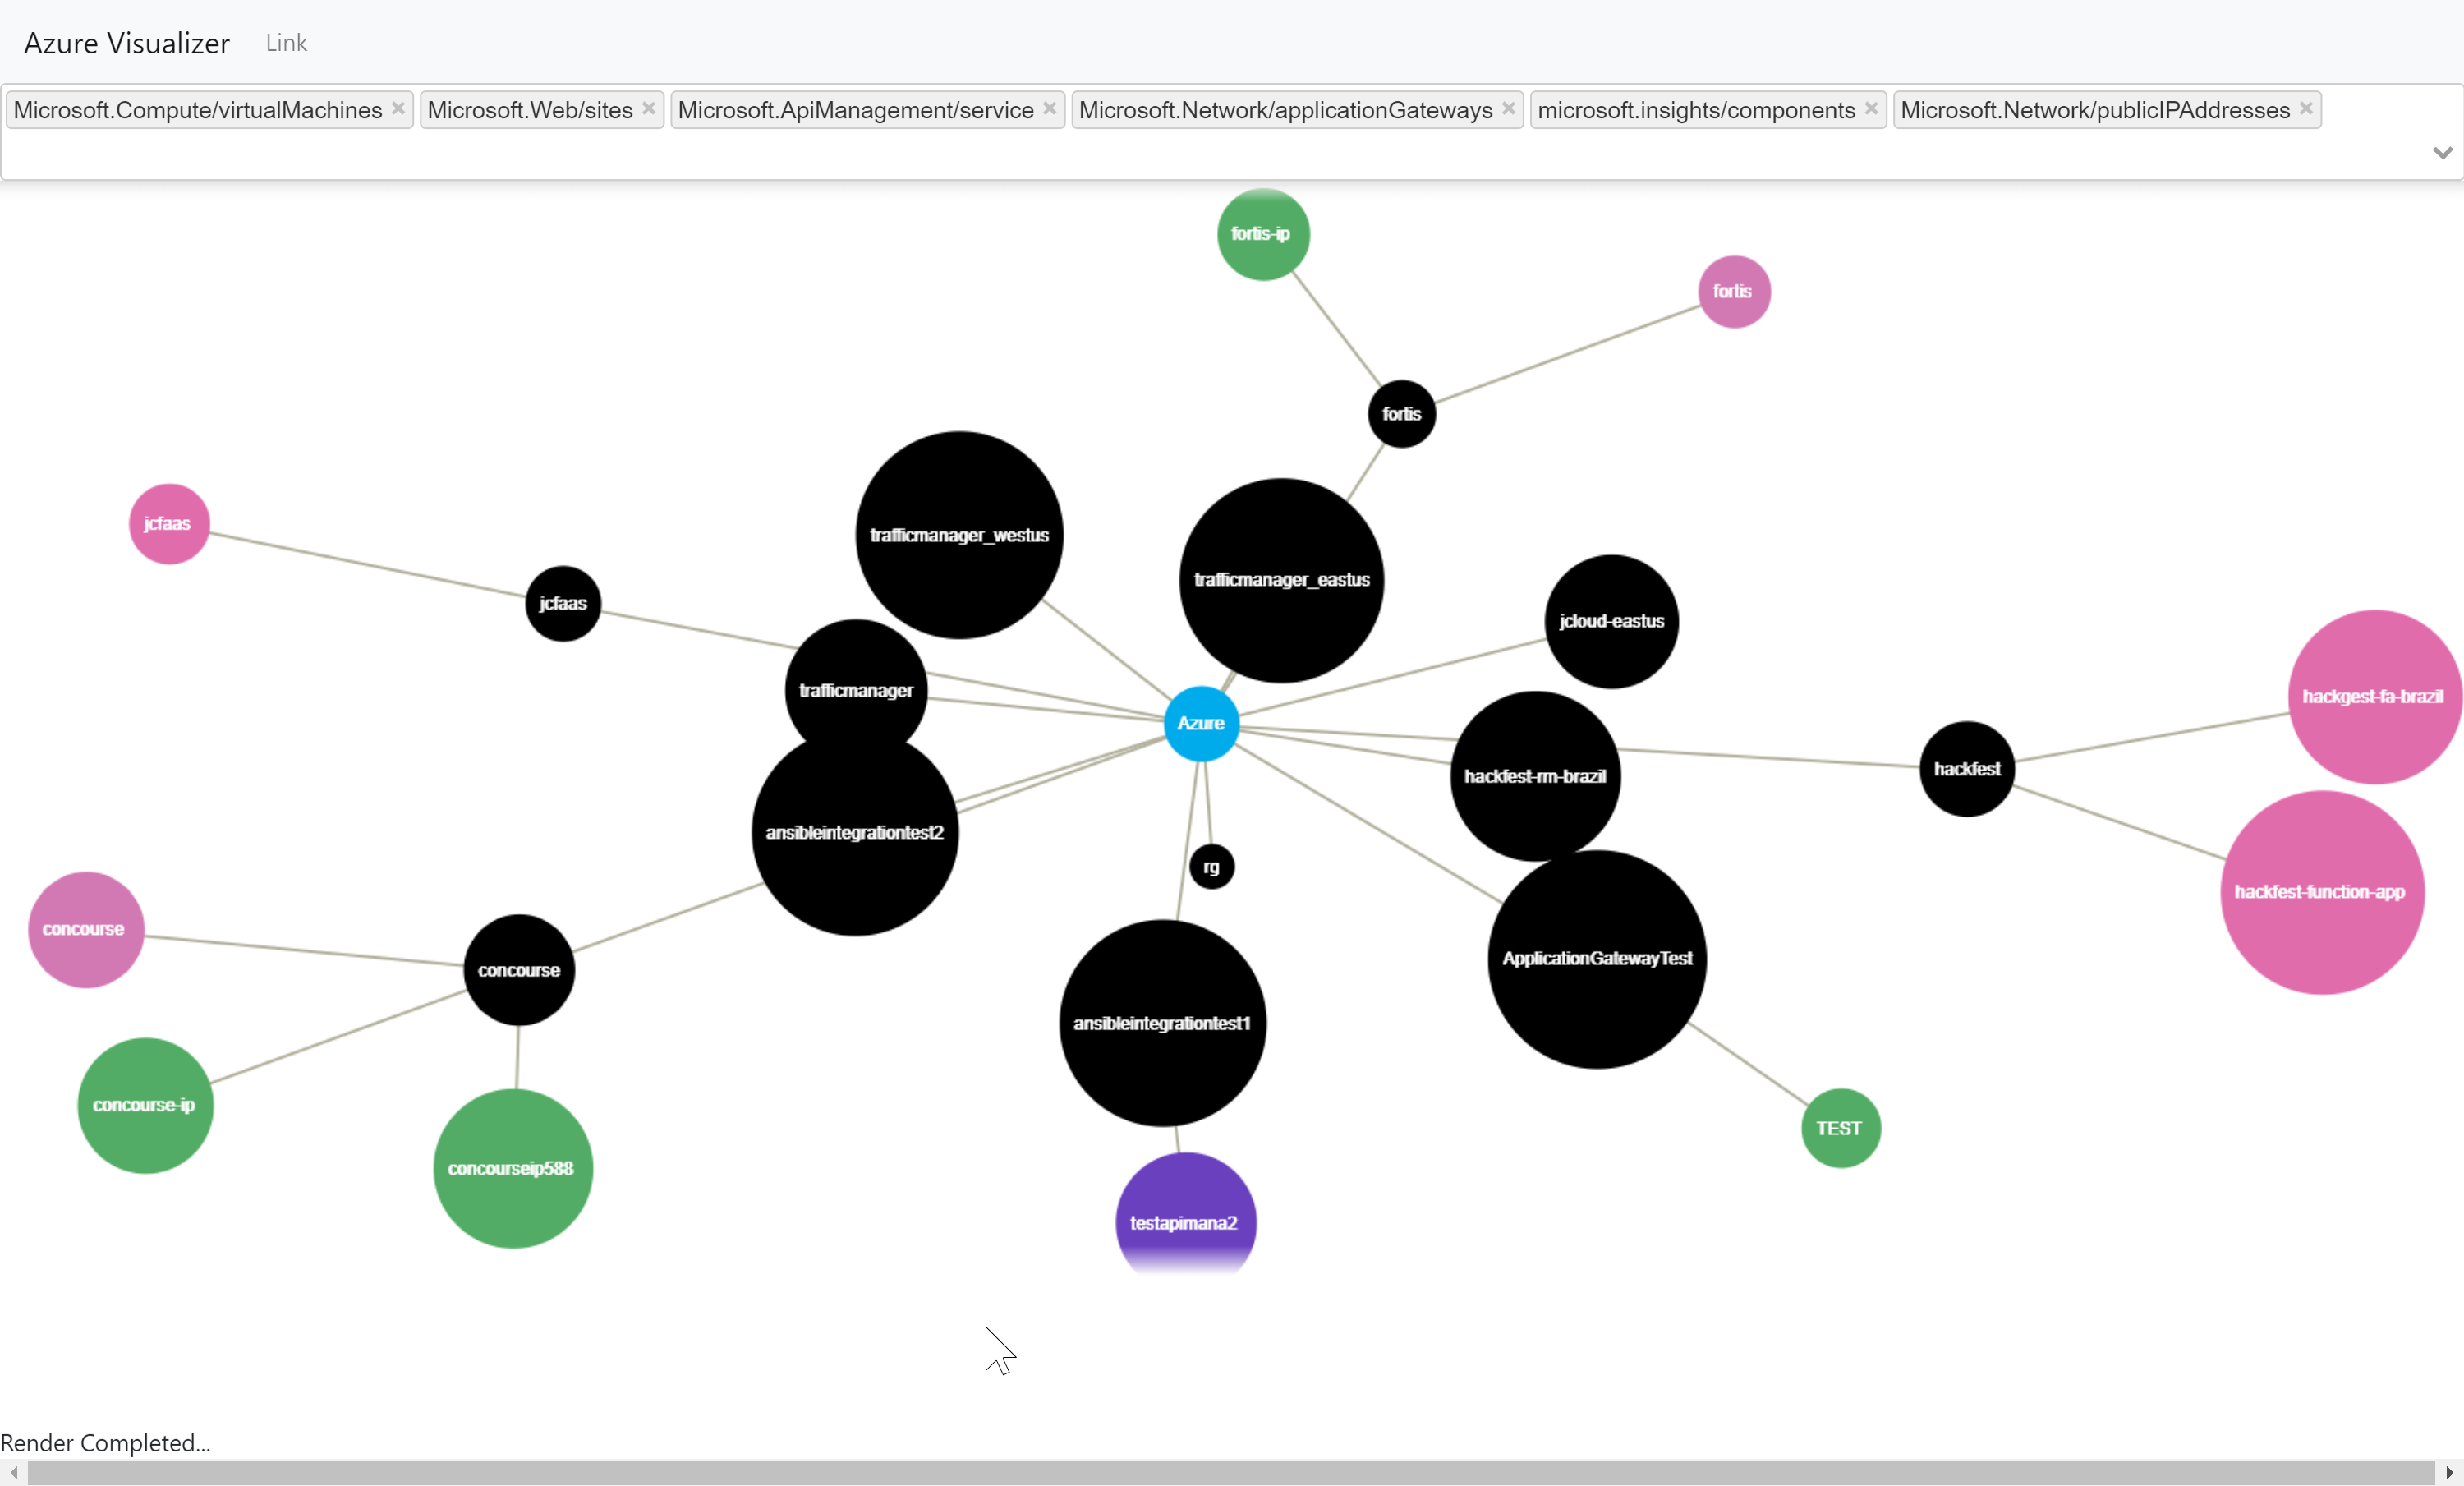 Azure Visualizer Link
Microsoft.Compute/virtualMachines × Microsoft.Web/sites × Microsoft.ApiManagement/service × Microsoft.Network/applicationGateways × microsoft.insights/components × Microsoft.Network/publicIPAddresses ×
fortis-ip
fortis
fortis
jcfaas
trafficmanager_westus
trafficmanager_eastus
jcfaas
jcloud-eastus
trafficmanager
hackgest-fa-brazil
Azure
hackfest
hackfest-rm-brazil
ansibleintegrationtest2
rg
hackfest-function-app
concourse
ApplicationGatewayTest
concourse
ansibleintegrationtest1
concourse-ip
TEST
concourseip588
testapimana2
Render Completed...